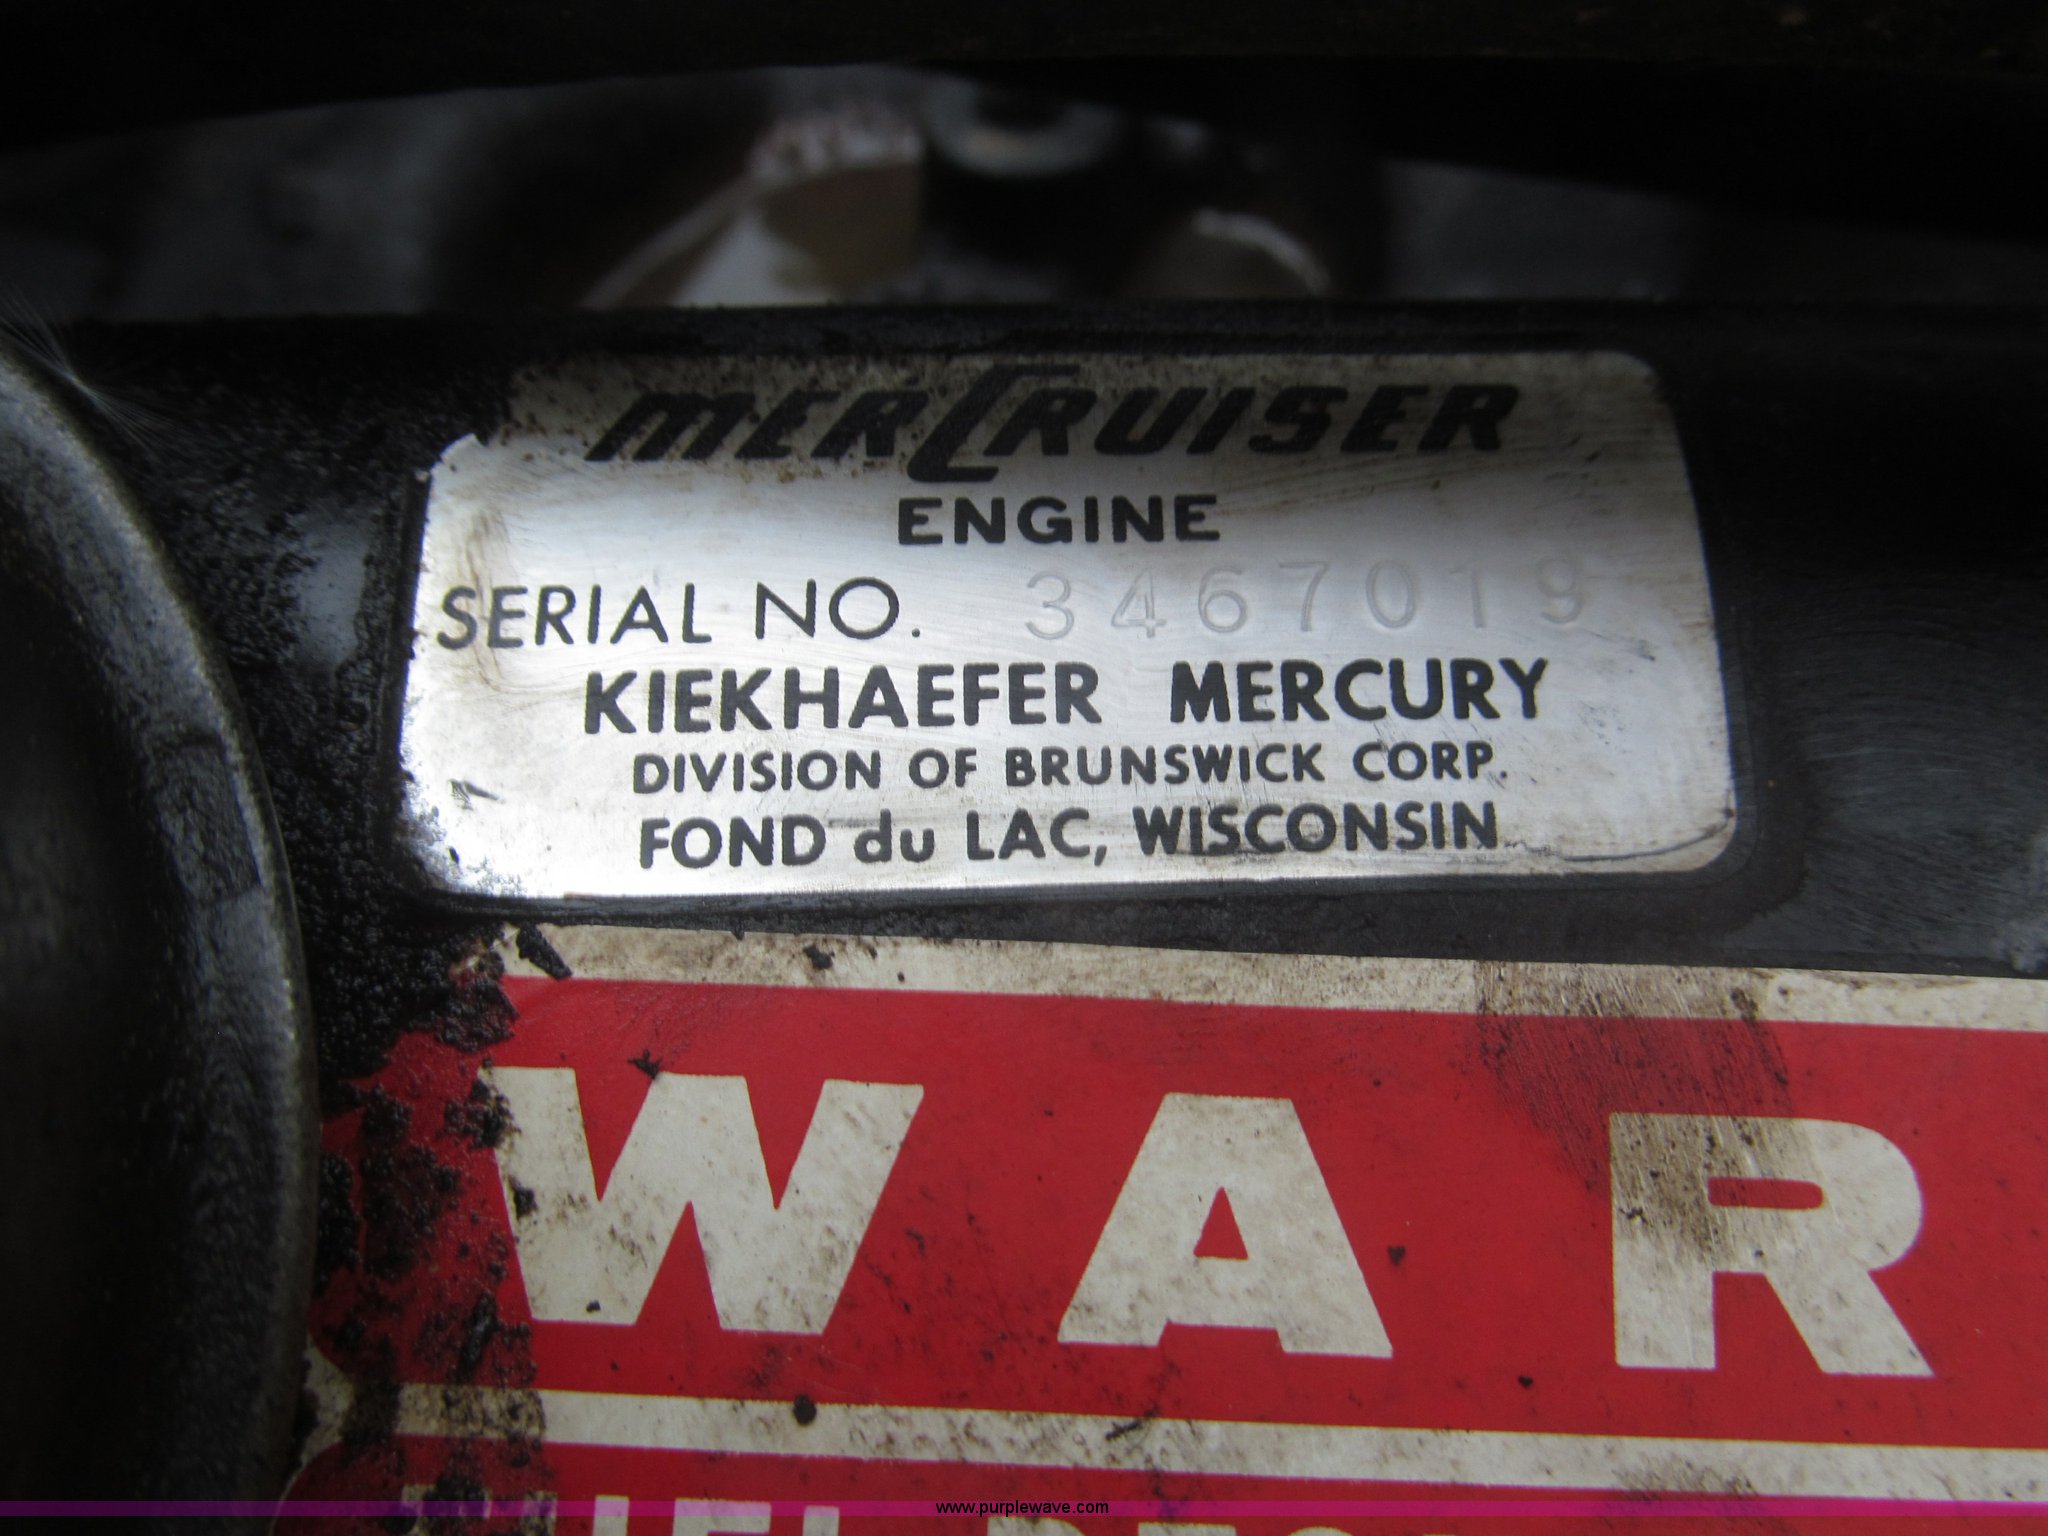 MERCRUISER
ENGINE
SERIAL NO. 3467019
KIEKHAEFER MERCURY
DIVISION OF BRUNSWICK CORP.
FOND du LAC, WISCONSIN
WAR
www.purplewave.com